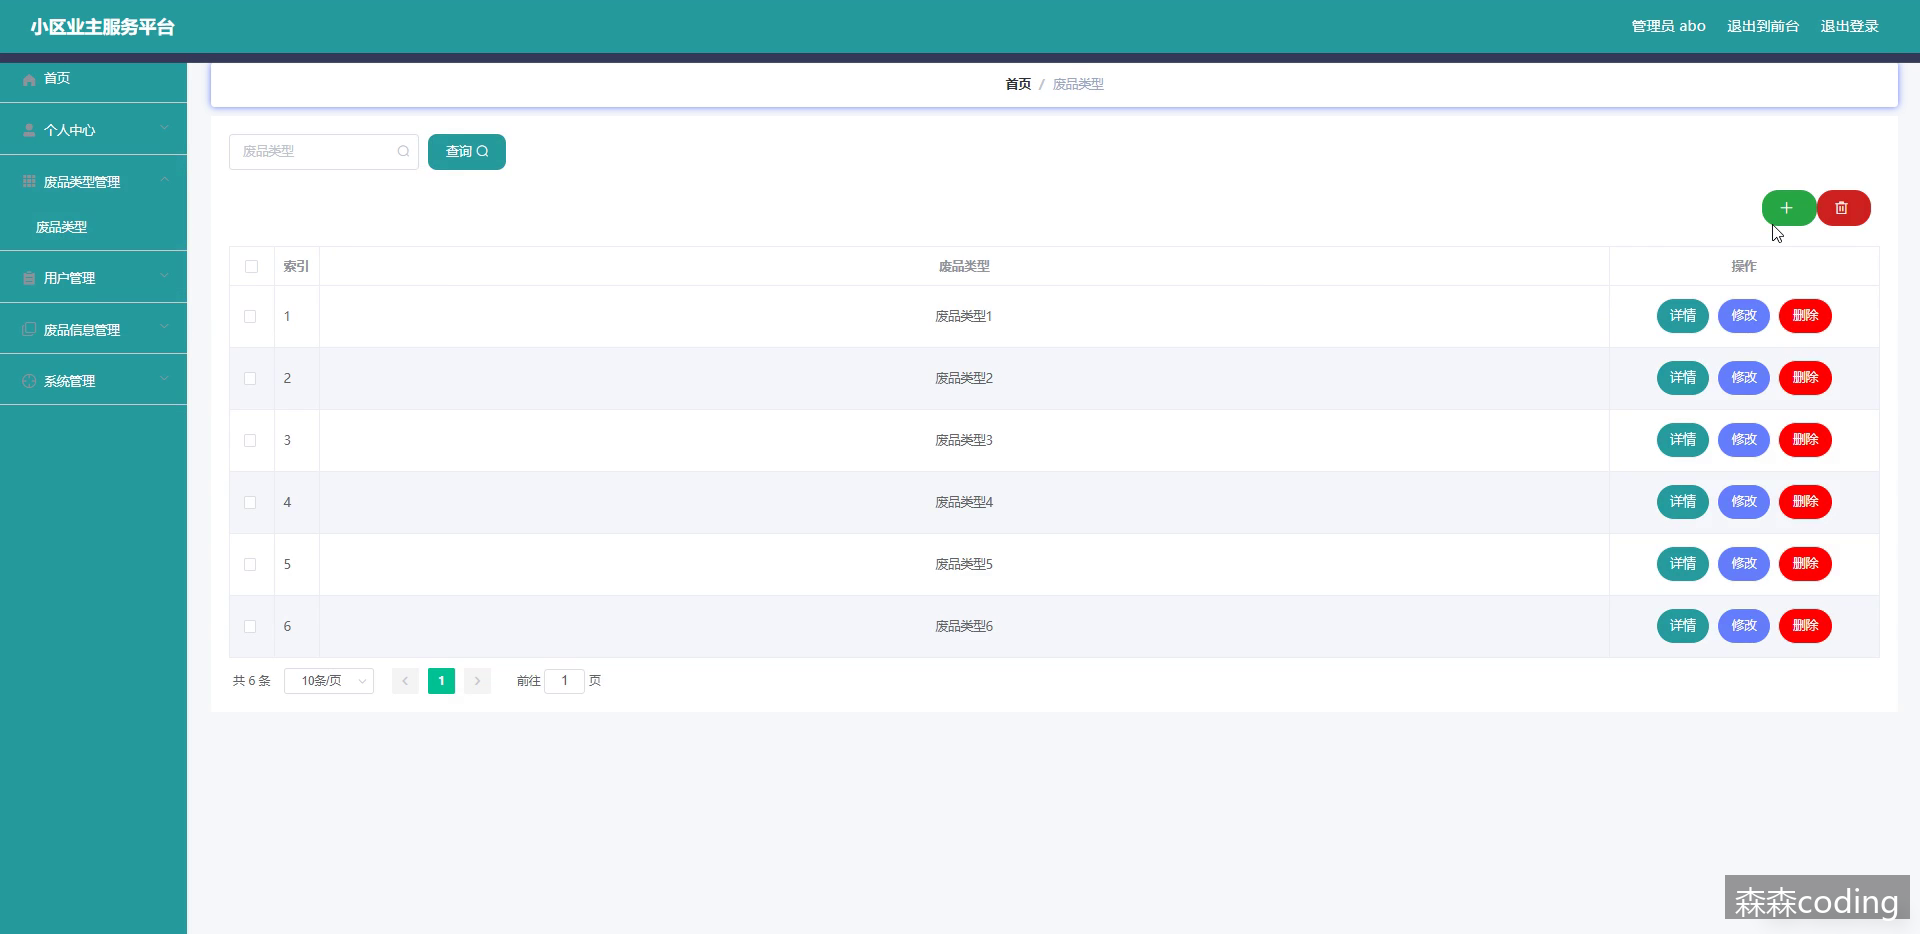 小区业主服务平台
管理员 abo 退出到前台 退出登录
首页
个人中心
废品类型管理
废品类型
用户管理
废品信息管理
系统管理
首页 / 废品类型
废品类型 查询
索引 废品类型 操作
1 废品类型1 详情 修改 删除
2 废品类型2 详情 修改 删除
3 废品类型3 详情 修改 删除
4 废品类型4 详情 修改 删除
5 废品类型5 详情 修改 删除
6 废品类型6 详情 修改 删除
共 6 条 10条/页 1 前往 1 页
森森coding